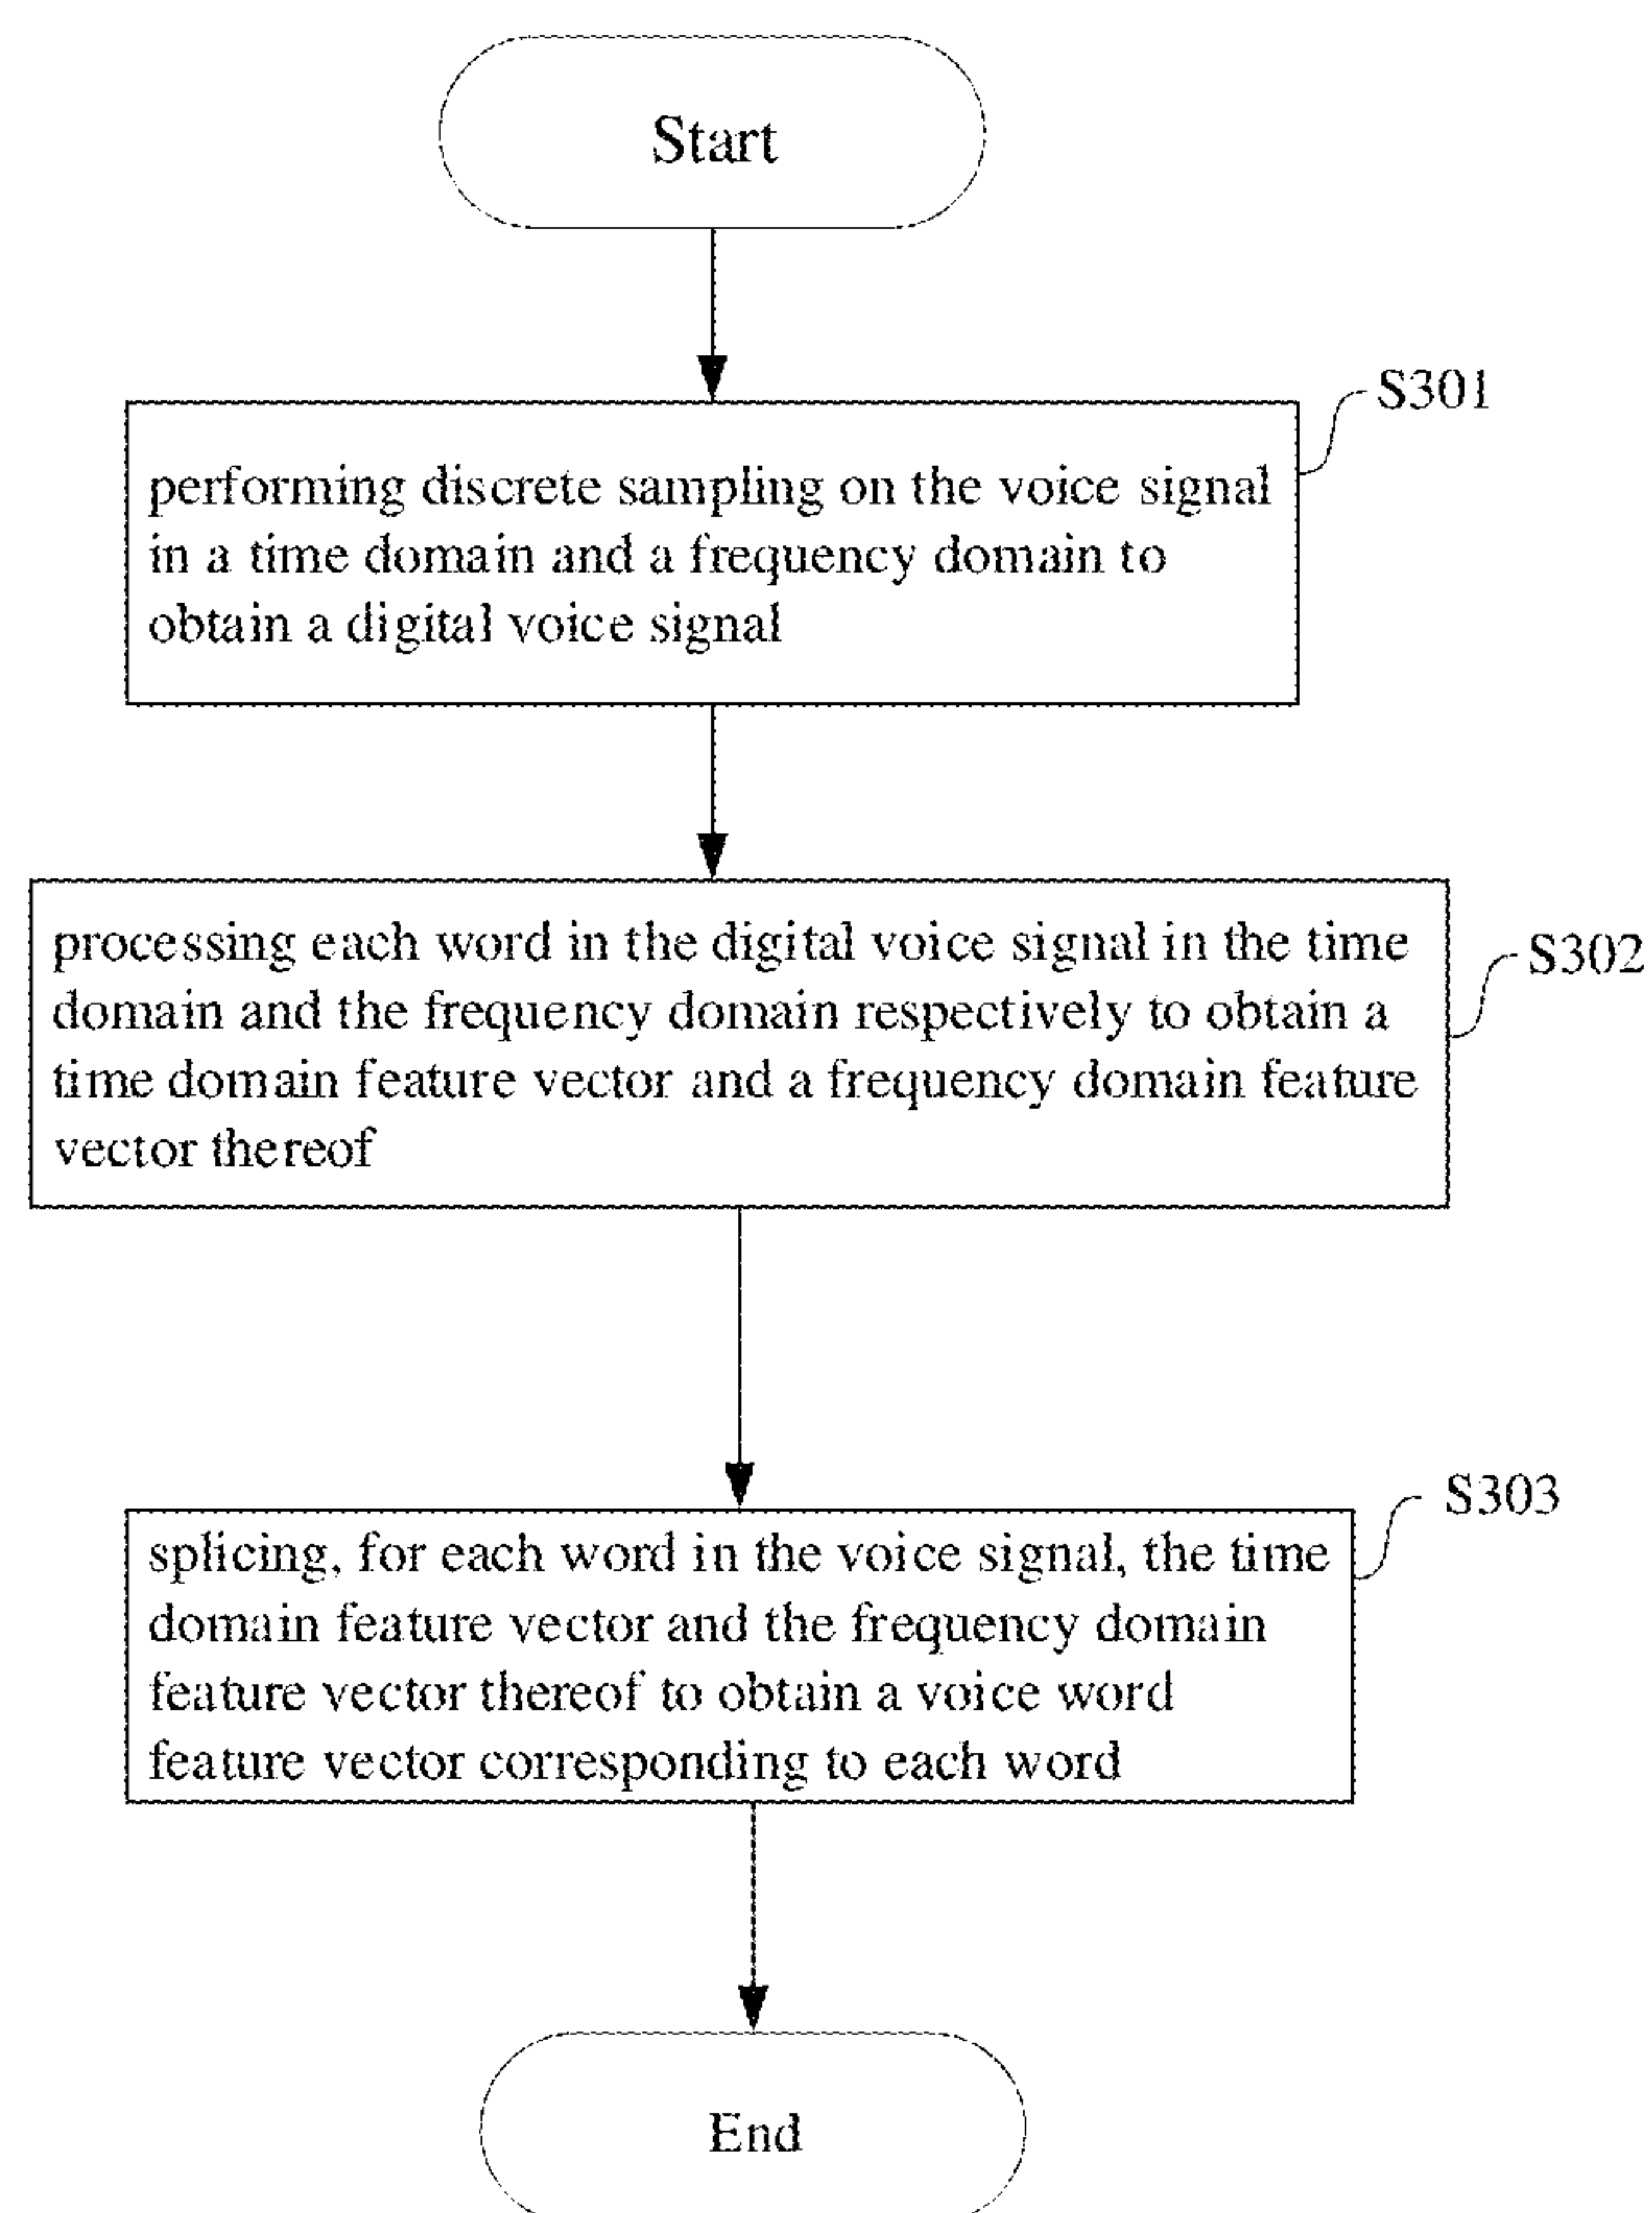 Start
S301
performing discrete sampling on the voice signal
in a time domain and a frequency domain to
obtain a digital voice signal
S302
processing each word in the digital voice signal in the time
domain and the frequency domain respectively to obtain a
time domain feature vector and a frequency domain feature
vector thereof
S303
splicing, for each word in the voice signal, the time
domain feature vector and the frequency domain
feature vector thereof to obtain a voice word
feature vector corresponding to each word
End